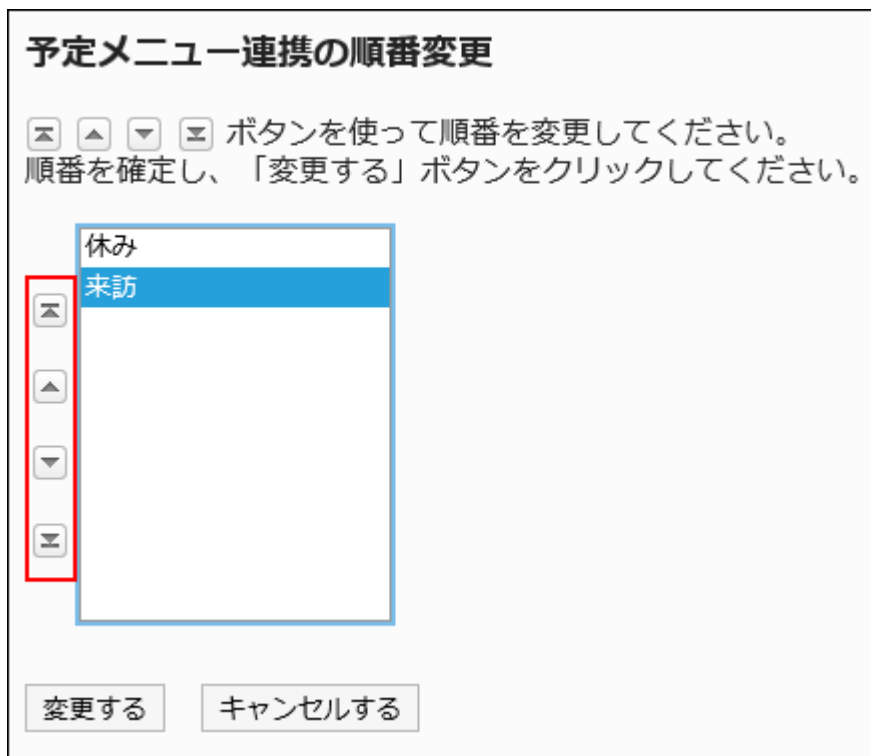 予定メニュー連携の順番変更
ボタンを使って順番を変更してください。
順番を確定し、「変更する」ボタンをクリックしてください。
休み
来訪
変更する
キャンセルする